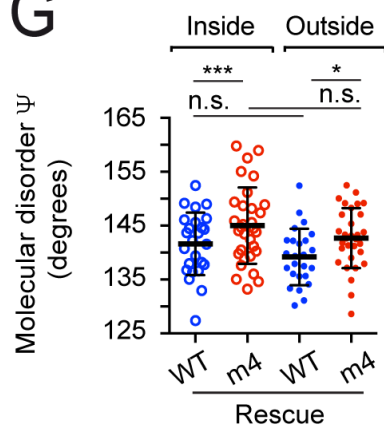 G
Inside Outside
*** *
n.s. n.s.
Molecular disorder Ψ
(degrees)
165
155
145
135
125
WT m4 WT m4
Rescue